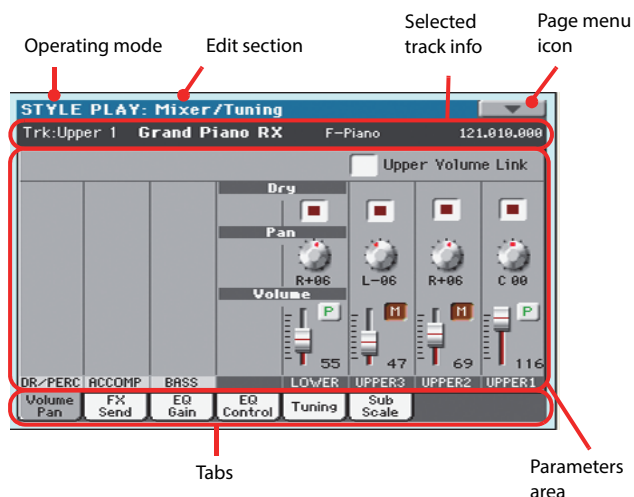 Operating mode
Edit section
Selected
track info
Page menu
icon
STYLE PLAY: Mixer/Tuning
Trk:Upper 1 Grand Piano RX F-Piano 121.010.000
Upper Volume Link
Dry
Pan
R+06 L-06 R+06 C 00
Volume
P M M P
55 47 69 116
DR/PERC ACCOMP BASS LOWER UPPER3 UPPER2 UPPER1
Volume
Pan
FX
Send
EQ
Gain
EQ
Control
Tuning
Sub
Scale
Tabs
Parameters
area